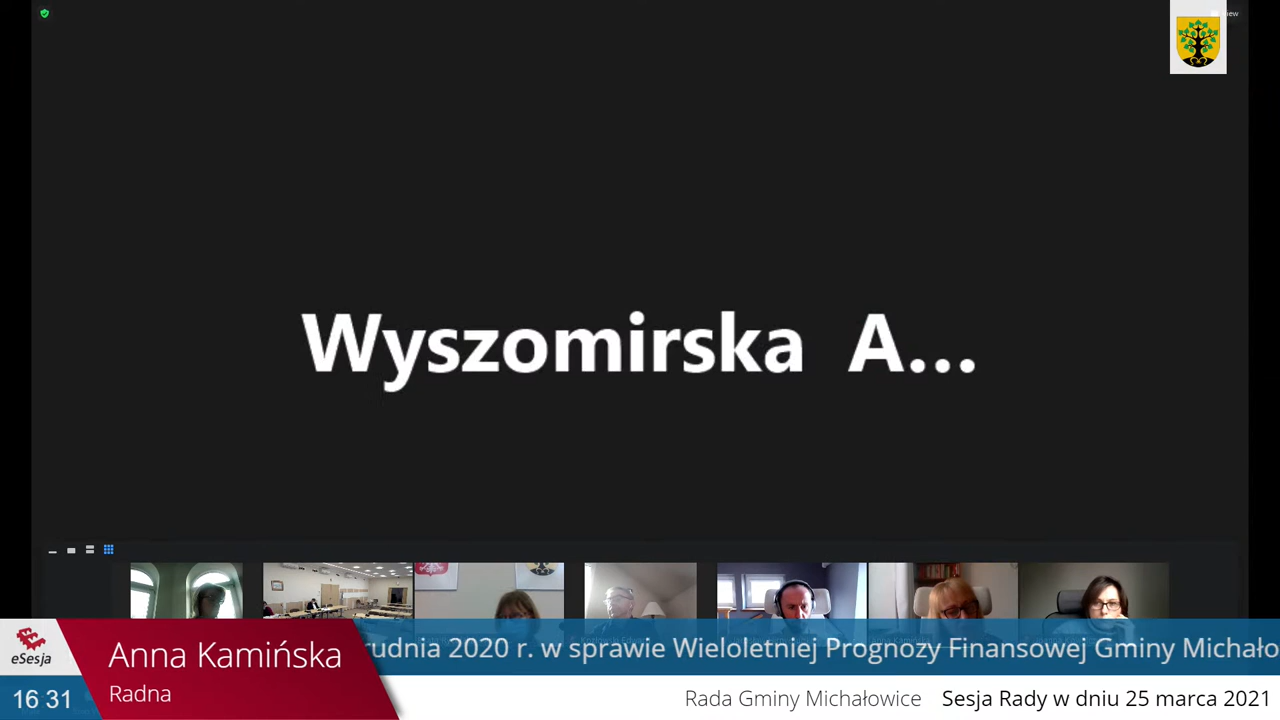 View
Wyszomirska A...
eSesja
Anna Kamińska
Radna
rudnia 2020 r. w sprawie Wieloletniej Prognozy Finansowej Gminy Michało
16 31
Rada Gminy Michałowice Sesja Rady w dniu 25 marca 2021